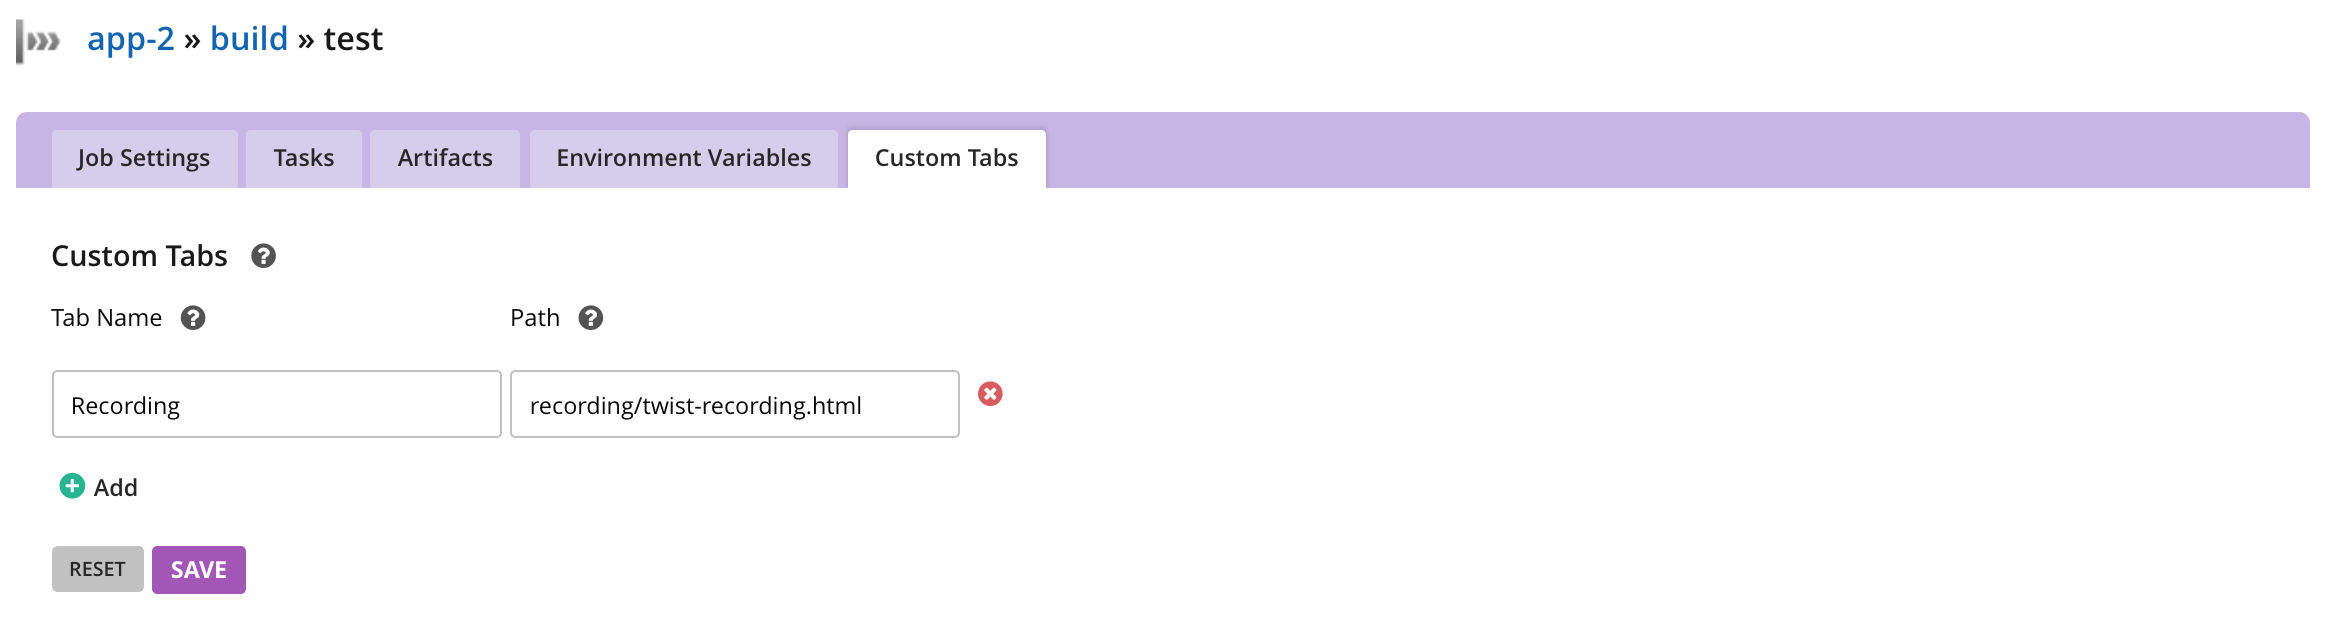 app-2 » build » test
Job Settings Tasks Artifacts Environment Variables Custom Tabs
Custom Tabs
Tab Name Path
Recording recording/twist-recording.html
Add
RESET SAVE